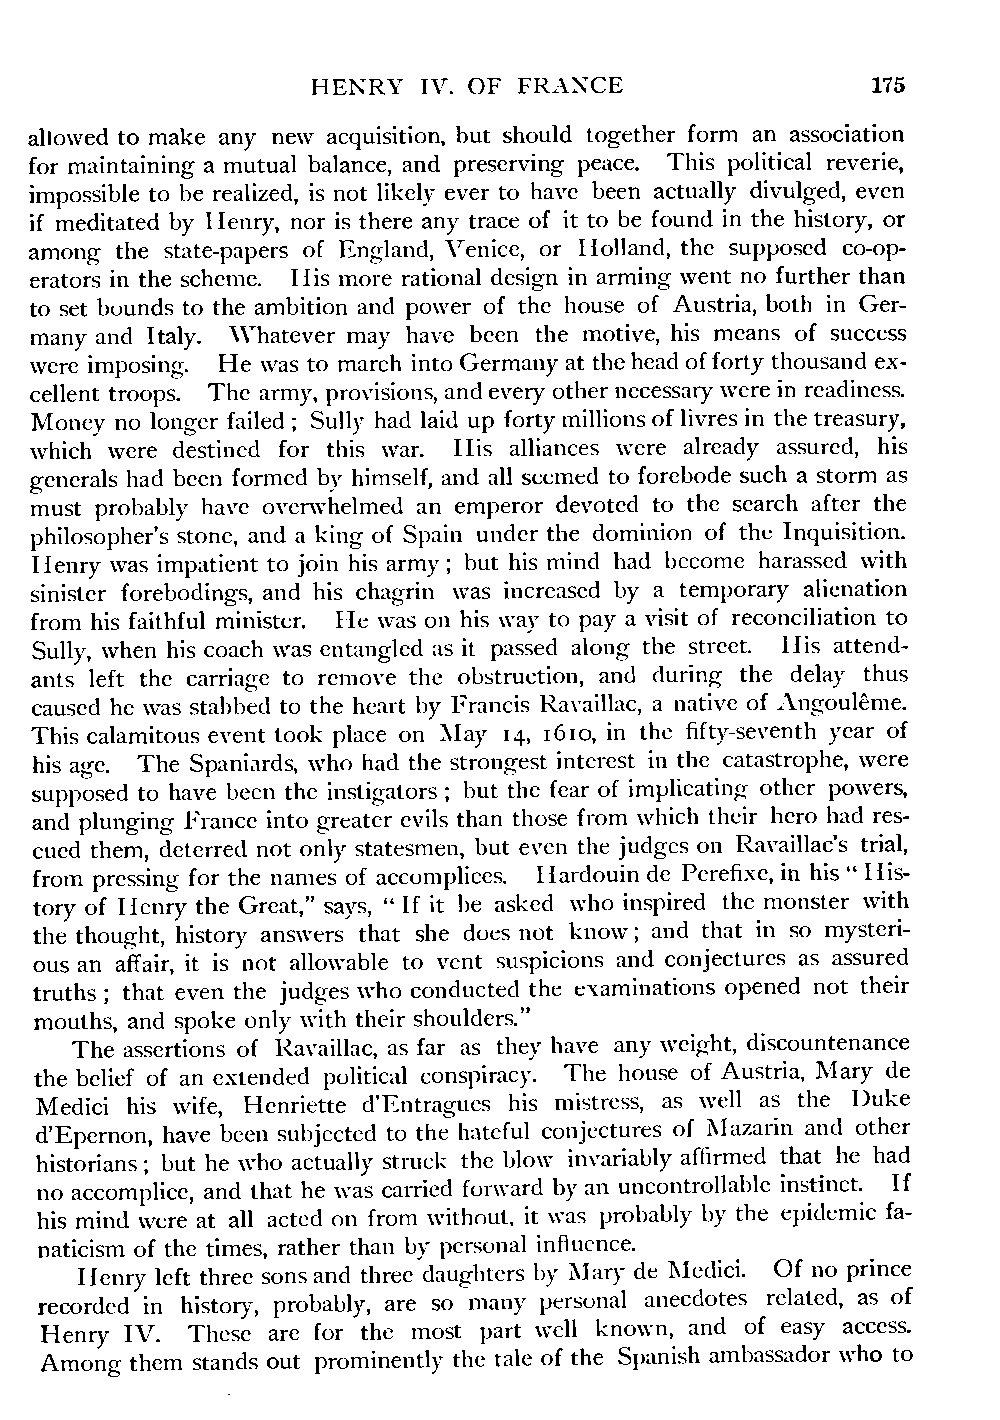 HENRY IV. OF FRANCE 175
allowed to make any new acquisition, but should together form an association
for maintaining a mutual balance, and preserving peace. This political reverie,
impossible to be realized, is not likely ever to have been actually divulged, even
if meditated by Henry, nor is there any trace of it to be found in the history, or
among the state-papers of England, Venice, or Holland, the supposed co-op-
erators in the scheme. His more rational design in arming went no further than
to set bounds to the ambition and power of the house of Austria, both in Ger-
many and Italy. Whatever may have been the motive, his means of success
were imposing. He was to march into Germany at the head of forty thousand ex-
cellent troops. The army, provisions, and every other necessary were in readiness.
Money no longer failed; Sully had laid up forty millions of livres in the treasury,
which were destined for this war. His alliances were already assured, his
generals had been formed by himself, and all seemed to forebode such a storm as
must probably have overwhelmed an emperor devoted to the search after the
philosopher's stone, and a king of Spain under the dominion of the Inquisition.
Henry was impatient to join his army; but his mind had become harassed with
sinister forebodings, and his chagrin was increased by a temporary alienation
from his faithful minister. He was on his way to pay a visit of reconciliation to
Sully, when his coach was entangled as it passed along the street. His attend-
ants left the carriage to remove the obstruction, and during the delay thus
caused he was stabbed to the heart by Francis Ravaillac, a native of Angoulême.
This calamitous event took place on May 14, 1610, in the fifty-seventh year of
his age. The Spaniards, who had the strongest interest in the catastrophe, were
supposed to have been the instigators; but the fear of implicating other powers,
and plunging France into greater evils than those from which their hero had res-
cued them, deterred not only statesmen, but even the judges on Ravaillac's trial,
from pressing for the names of accomplices. Hardouin de Perefixe, in his "His-
tory of Henry the Great," says, "If it be asked who inspired the monster with
the thought, history answers that she does not know; and that in so mysteri-
ous an affair, it is not allowable to vent suspicions and conjectures as assured
truths; that even the judges who conducted the examinations opened not their
mouths, and spoke only with their shoulders."
The assertions of Ravaillac, as far as they have any weight, discountenance
the belief of an extended political conspiracy. The house of Austria, Mary de
Medici his wife, Henriette d'Entragues his mistress, as well as the Duke
d'Epernon, have been subjected to the hateful conjectures of Mazarin and other
historians; but he who actually struck the blow invariably affirmed that he had
no accomplice, and that he was carried forward by an uncontrollable instinct. If
his mind were at all acted on from without, it was probably by the epidemic fa-
naticism of the times, rather than by personal influence.
Henry left three sons and three daughters by Mary de Medici. Of no prince
recorded in history, probably, are so many personal anecdotes related, as of
Henry IV. These are for the most part well known, and of easy access.
Among them stands out prominently the tale of the Spanish ambassador who to